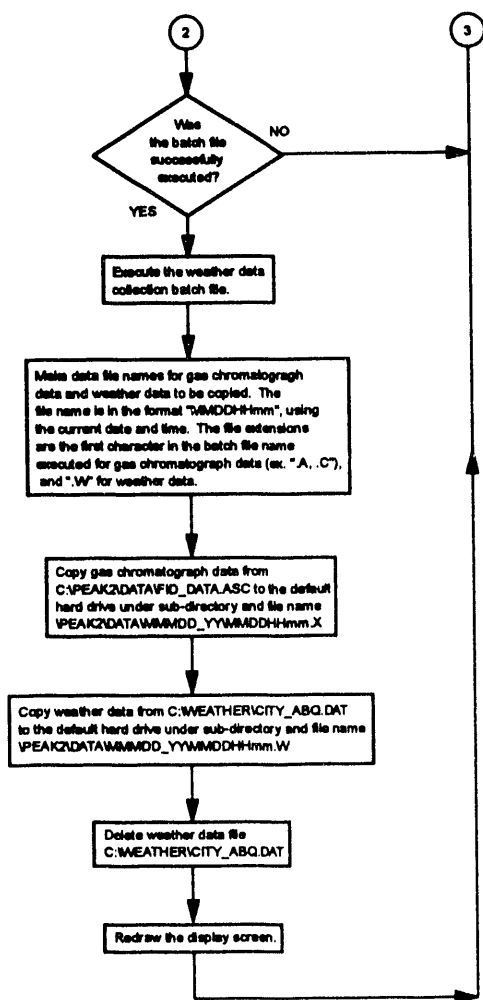 2
3
Was
the batch file
successfully
executed?
NO
YES
Execute the weather data
collection batch file.
Make data file names for gas chromatogragh
data and weather data to be copied. The
file name is in the format "MMDDHHmm", using
the current date and time. The file extensions
are the first character in the batch file name
executed for gas chromatograph data (ex. ".A, .C"),
and ".W" for weather data.
Copy gas chromatograph data from
C:\PEAK2\DATA\FID_DATA.ASC to the default
hard drive under sub-directory and file name
\PEAK2\DATA\MMMDD_YY\MMDDHHmm.X
Copy weather data from C:\WEATHER\CITY_ABQ.DAT
to the default hard drive under sub-directory and file name
\PEAK2\DATA\MMMDD_YY\MMDDHHmm.W
Delete weather data file
C:\WEATHER\CITY_ABQ.DAT
Redraw the display screen.